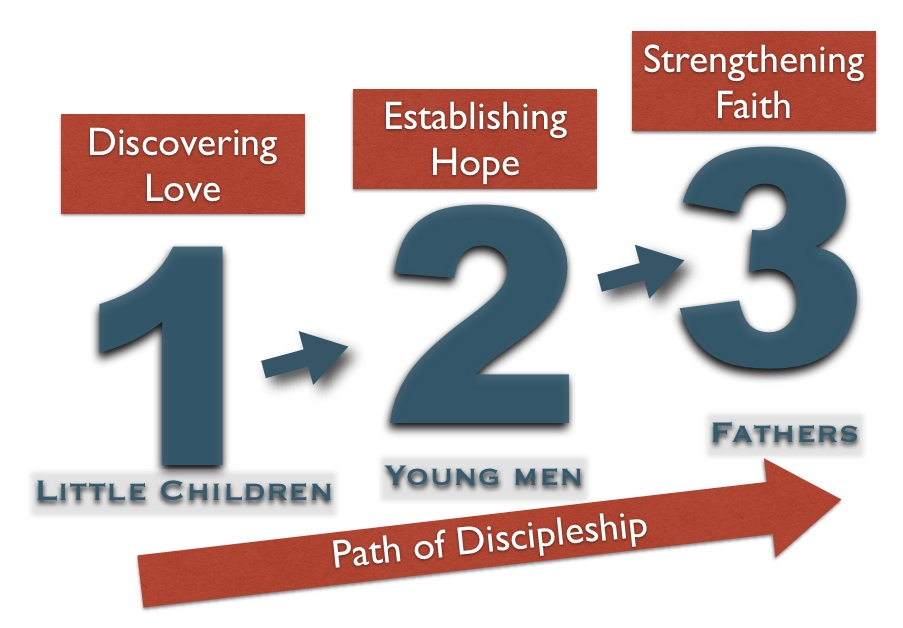 Discovering
Love
1
Little Children
Establishing
Hope
2
Young men
Strengthening
Faith
3
Fathers
Path of Discipleship